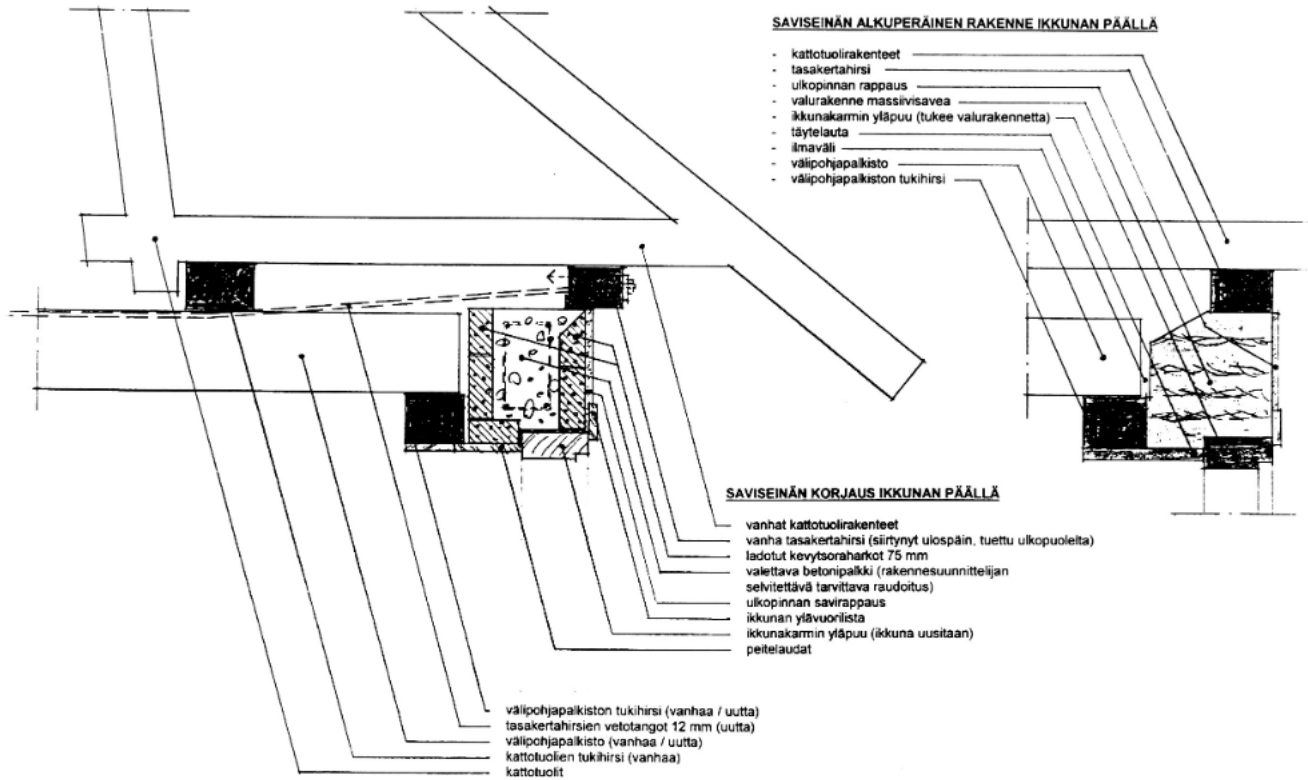 SAVISEINÄN ALKUPERÄINEN RAKENNE IKKUNAN PÄÄLLÄ
- kattotuolirakenteet
- tasakertahirsi
- ulkopinnan rappaus
- valurakenne massiivisavea
- ikkunakarmin yläpuu (tukee valurakennetta)
- täytelauta
- ilmaväli
- välipohjapalkisto
- välipohjapalkiston tukihirsi
SAVISEINÄN KORJAUS IKKUNAN PÄÄLLÄ
vanhat kattotuolirakenteet
vanha tasakertahirsi (siirtynyt ulospäin, tuettu ulkopuolelta)
ladotut kevytsoraharkot 75 mm
valettava betonipalkki (rakennesuunnittelijan
selvitettävä tarvittava raudoitus)
ulkopinnan savirappaus
ikkunan ylävuorilista
ikkunakarmin yläpuu (ikkuna uusitaan)
peitelaudat
välipohjapalkiston tukihirsi (vanhaa / uutta)
tasakertahirsien vetotangot 12 mm (uutta)
välipohjapalkisto (vanhaa / uutta)
kattotuolien tukihirsi (vanhaa)
kattotuolit